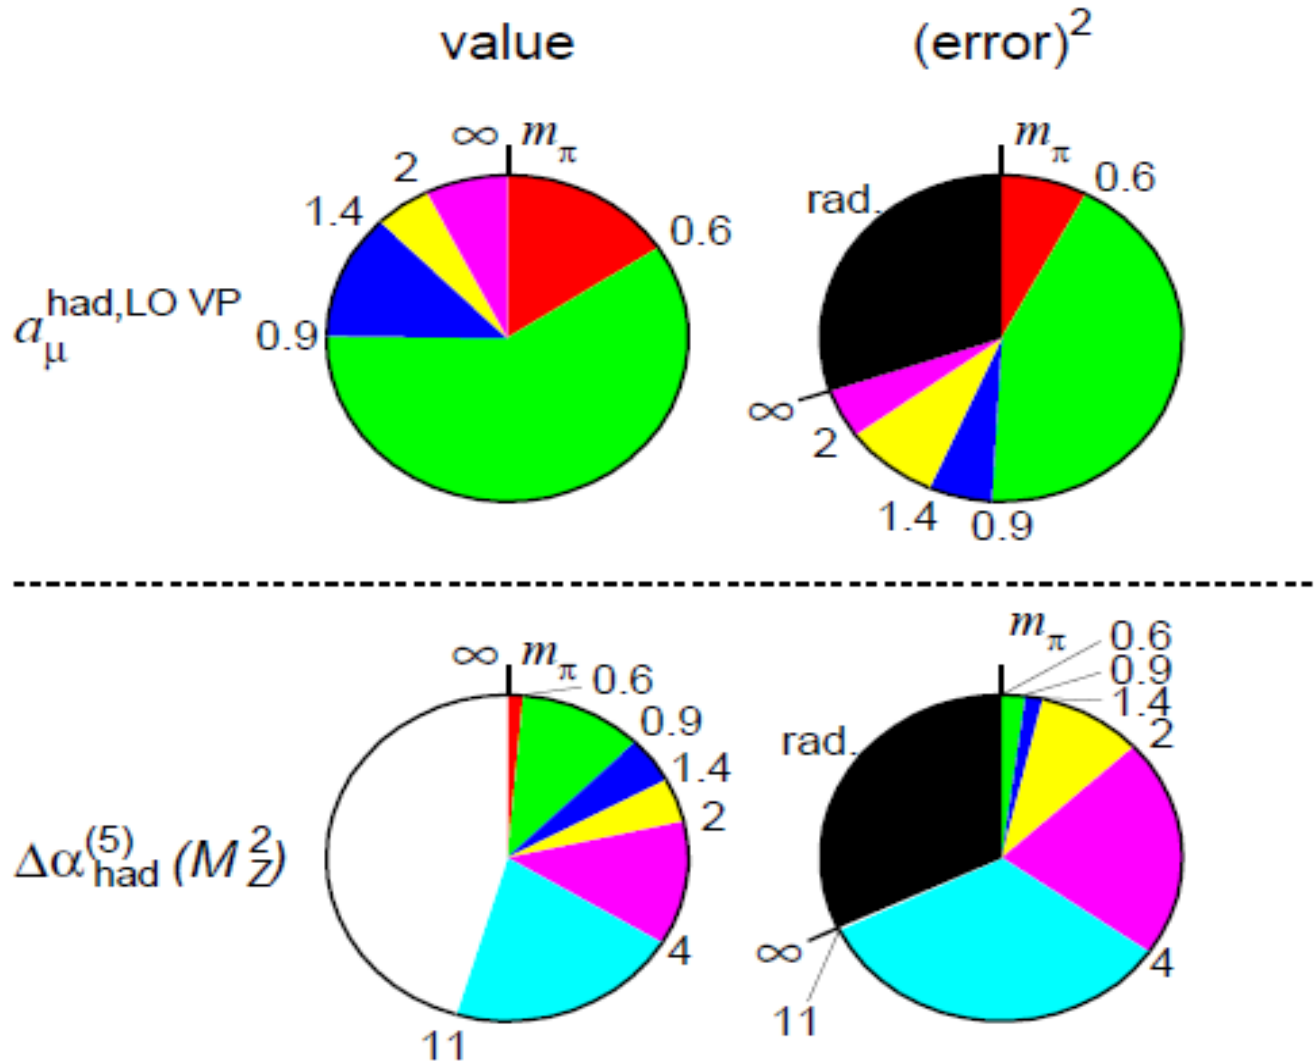 value (error)²
∞ m_π
2
1.4
0.6
0.9
a_μ^{had,LO VP}
m_π
0.6
rad.
∞
2
1.4
0.9
∞ m_π
0.6
0.9
1.4
2
4
11
Δα_{had}^{(5)} (M_Z^2)
m_π
0.6
0.9
1.4
2
rad.
4
∞
11